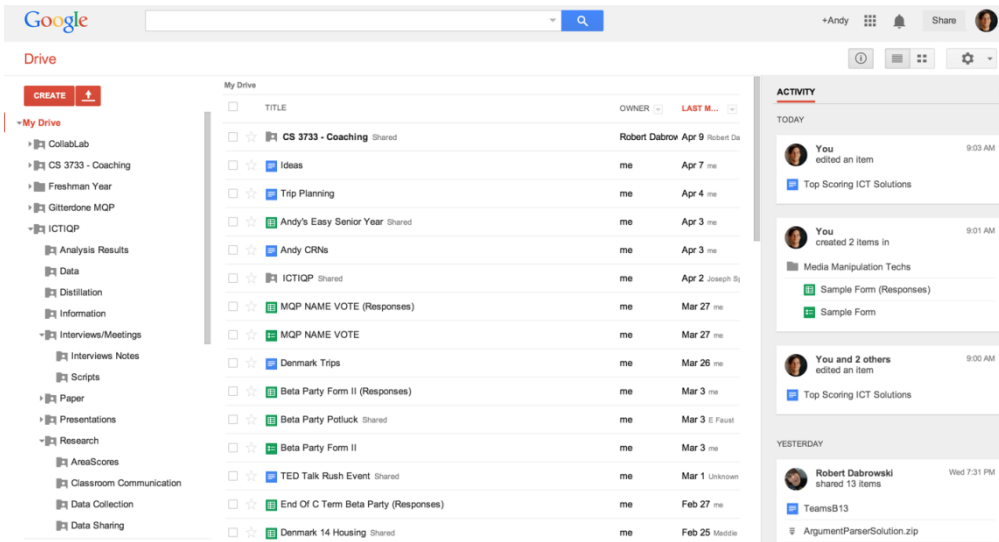 Google
+Andy
Share
Drive
CREATE
My Drive
CollabLab
CS 3733 - Coaching
Freshman Year
Gitterdone MQP
ICTIQP
Analysis Results
Data
Distillation
Information
Interviews/Meetings
Interviews Notes
Scripts
Paper
Presentations
Research
AreaScores
Classroom Communication
Data Collection
Data Sharing
My Drive
TITLE OWNER LAST M...
CS 3733 - Coaching Shared Robert Dabrow Apr 9 Robert Da
Ideas me Apr 7 me
Trip Planning me Apr 4 me
Andy's Easy Senior Year Shared me Apr 3 me
Andy CRNs me Apr 3 me
ICTIQP Shared me Apr 2 Joseph Sp
MQP NAME VOTE (Responses) me Mar 27 me
MQP NAME VOTE me Mar 27 me
Denmark Trips me Mar 26 me
Beta Party Form II (Responses) me Mar 3 me
Beta Party Potluck Shared me Mar 3 E Faust
Beta Party Form II me Mar 3 me
TED Talk Rush Event Shared me Mar 1 Unknown
End Of C Term Beta Party (Responses) me Feb 27 me
Denmark 14 Housing Shared me Feb 25 Meddie
ACTIVITY
TODAY
You 9:03 AM
edited an item
Top Scoring ICT Solutions
You 9:01 AM
created 2 items in
Media Manipulation Techs
Sample Form (Responses)
Sample Form
You and 2 others 9:00 AM
edited an item
Top Scoring ICT Solutions
YESTERDAY
Robert Dabrowski Wed 7:31 PM
shared 13 items
TeamsB13
ArgumentParserSolution.zip